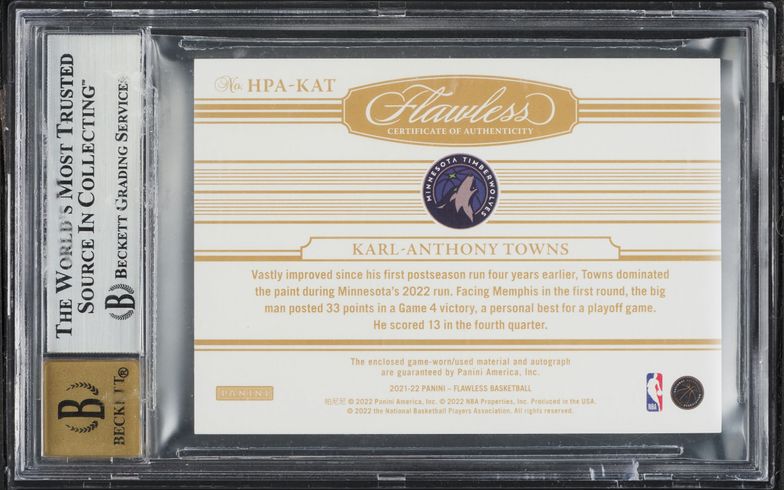 THE WORLD'S MOST TRUSTED
SOURCE IN COLLECTING™
B BECKETT GRADING SERVICES
B
BECKETT®
No. HPA-KAT
Flawless
CERTIFICATE OF AUTHENTICITY
MINNESOTA TIMBERWOLVES
KARL-ANTHONY TOWNS
Vastly improved since his first postseason run four years earlier, Towns dominated
the paint during Minnesota's 2022 run. Facing Memphis in the first round, the big
man posted 33 points in a Game 4 victory, a personal best for a playoff game.
He scored 13 in the fourth quarter.
The enclosed game-worn/used material and autograph
are guaranteed by Panini America, Inc.
PANINI
2021-22 PANINI - FLAWLESS BASKETBALL
帕尼尼 © 2022 Panini America, Inc. © 2022 NBA Properties, Inc. Produced in the USA.
© 2022 the National Basketball Players Association. All rights reserved.
NBA